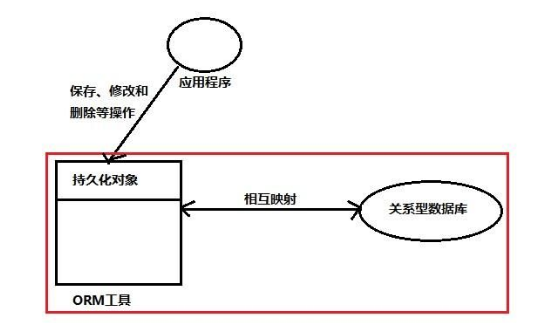 应用程序
保存、修改和
删除等操作
持久化对象
相互映射
关系型数据库
ORM工具